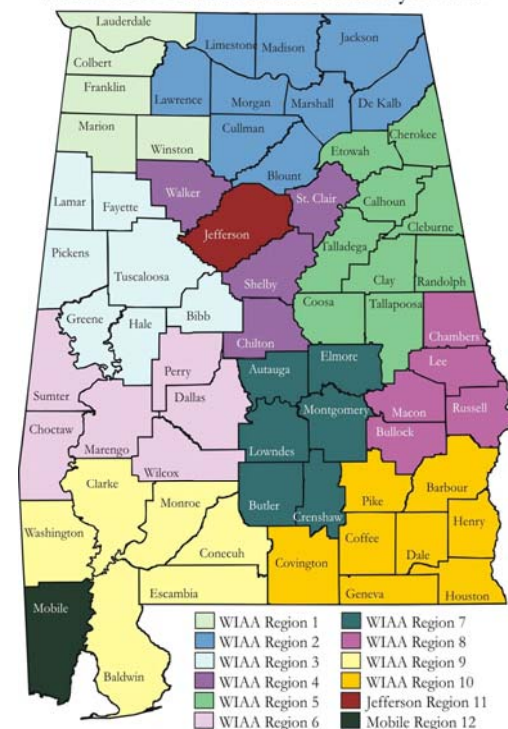 Lauderdale
Limestone
Madison
Jackson
Colbert
Franklin
Lawrence
Morgan
Marshall
De Kalb
Marion
Winston
Cullman
Blount
Etowah
Cherokee
Walker
St. Clair
Calhoun
Lamar
Fayette
Jefferson
Cleburne
Pickens
Tuscaloosa
Talladega
Shelby
Clay
Randolph
Greene
Hale
Bibb
Coosa
Tallapoosa
Chilton
Chambers
Perry
Autauga
Elmore
Lee
Sumter
Dallas
Montgomery
Macon
Russell
Choctaw
Marengo
Lowndes
Bullock
Wilcox
Clarke
Monroe
Butler
Crenshaw
Pike
Barbour
Washington
Conecuh
Coffee
Dale
Henry
Covington
Escambia
Geneva
Houston
Mobile
Baldwin
WIAA Region 1
WIAA Region 2
WIAA Region 3
WIAA Region 4
WIAA Region 5
WIAA Region 6
WIAA Region 7
WIAA Region 8
WIAA Region 9
WIAA Region 10
Jefferson Region 11
Mobile Region 12